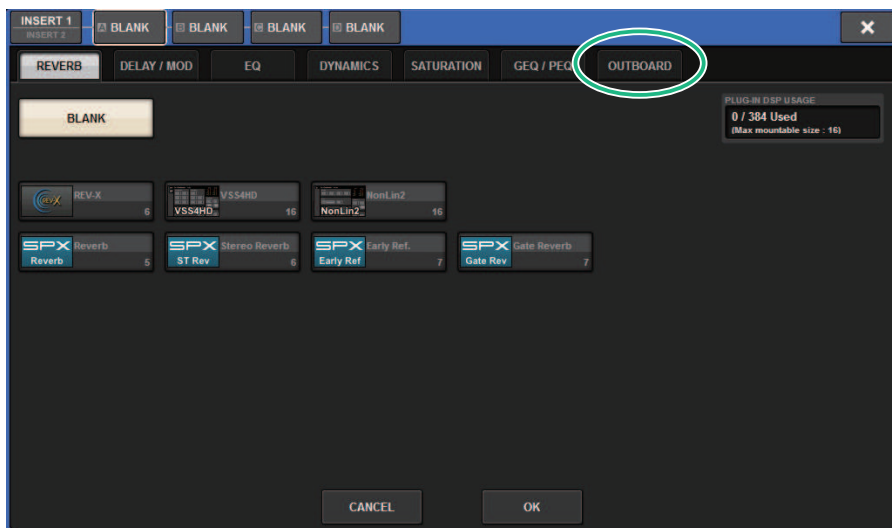 INSERT 1
INSERT 2
A BLANK
B BLANK
C BLANK
D BLANK
REVERB
DELAY / MOD
EQ
DYNAMICS
SATURATION
GEQ / PEQ
OUTBOARD
BLANK
PLUG-IN DSP USAGE
0 / 384 Used
(Max mountable size : 16)
REV-X
REV-X
6
VSS4HD
VSS4HD
16
NonLin2
NonLin2
16
SPX
Reverb
Reverb
5
SPX
ST Rev
Stereo Reverb
6
SPX
Early Ref
Early Ref.
7
SPX
Gate Rev
Gate Reverb
7
CANCEL
OK